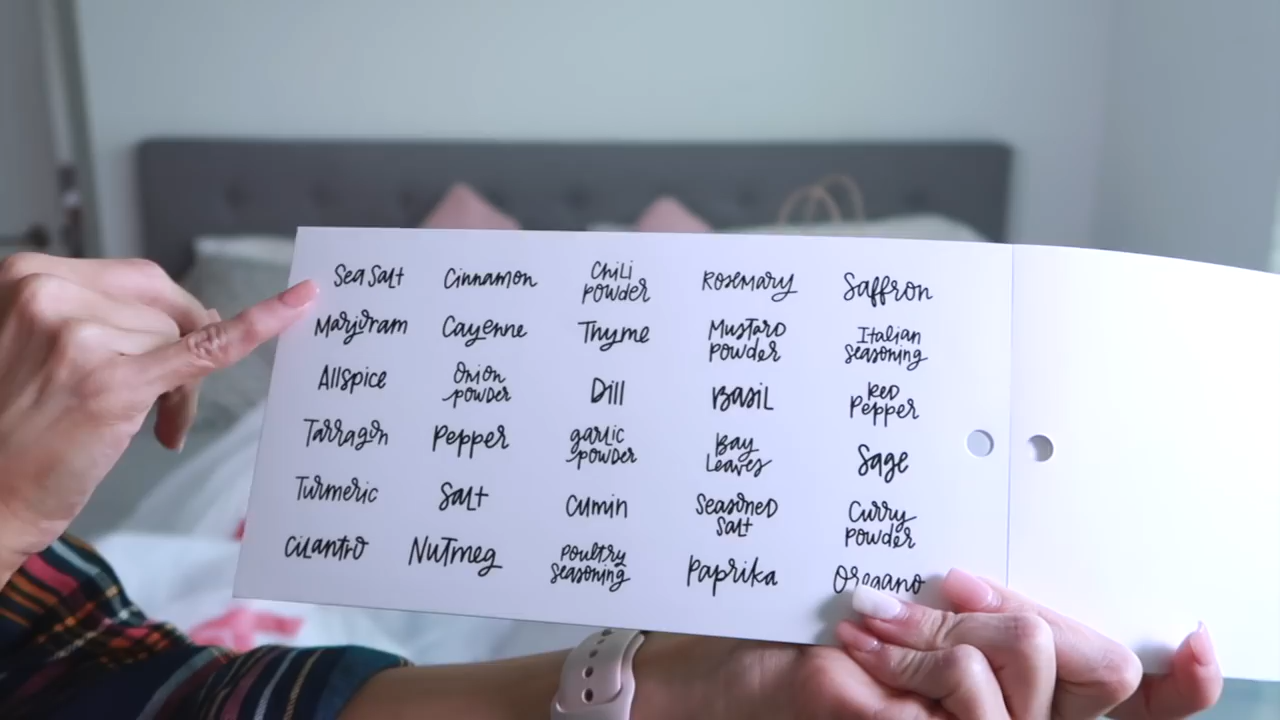 Sea Salt
Cinnamon
Chili
Powder
Rosemary
Saffron
Marjoram
Cayenne
Thyme
Mustard
Powder
Italian
Seasoning
Allspice
Onion
Powder
Dill
Basil
Red
Pepper
Tarragon
Pepper
garlic
powder
Bay
Leaves
Sage
Turmeric
Salt
Cumin
Seasoned
Salt
Curry
Powder
Cilantro
Nutmeg
Poultry
Seasoning
Paprika
Oregano